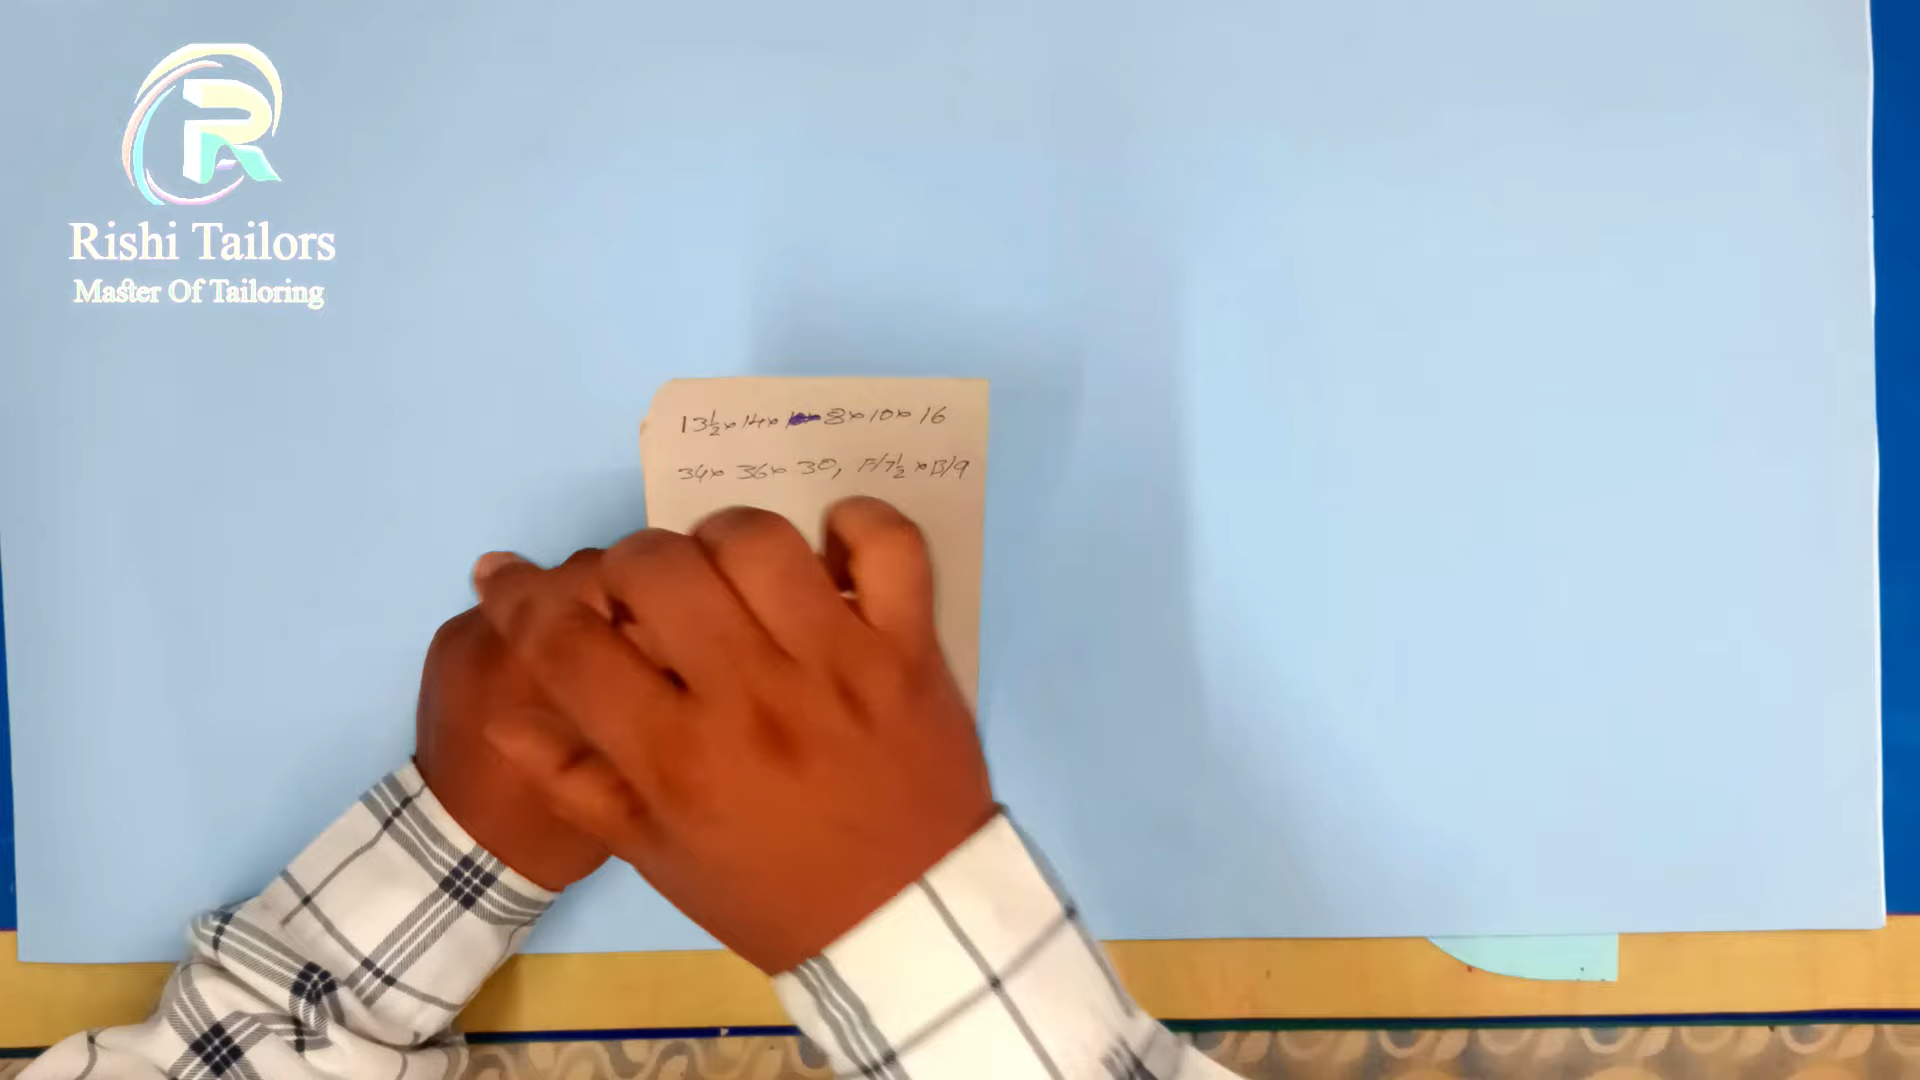 Rishi Tailors
Master Of Tailoring
13½ x 14 x 8 x 10 x 16
34 x 36 x 30, F/7½ x B/9